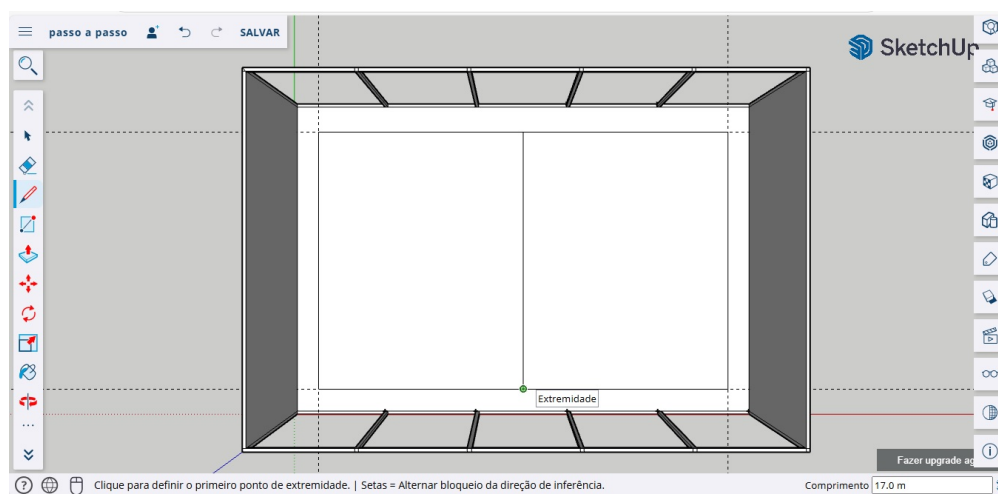 passo a passo
SALVAR
SketchUp
Extremidade
Fazer upgrade ag
Clique para definir o primeiro ponto de extremidade. | Setas = Alternar bloqueio da direção de inferência.
Comprimento 17.0 m